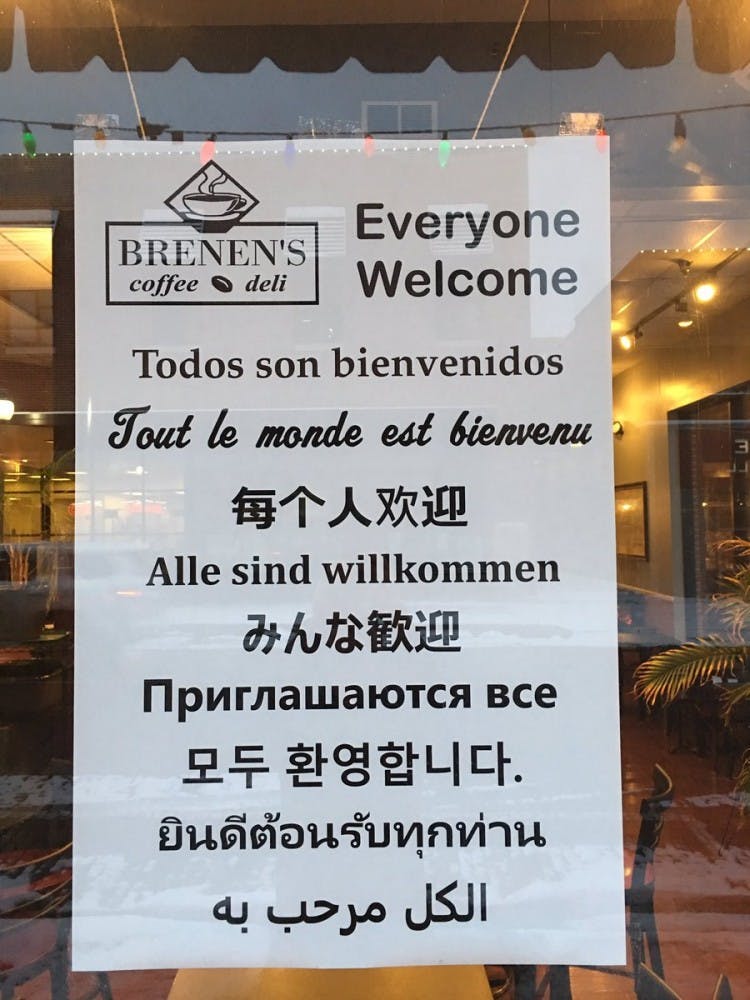 BRENEN'S
coffee deli
Everyone
Welcome
Todos son bienvenidos
Tout le monde est bienvenu
每个人欢迎
Alle sind willkommen
みんな歓迎
Приглашаются все
모두 환영합니다.
ยินดีต้อนรับทุกท่าน
الكل مرحب به